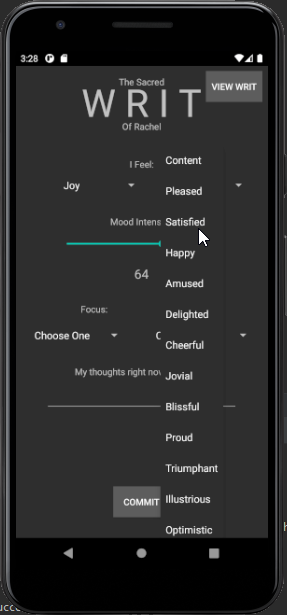 3:28
The Sacred
VIEW WRIT
WRIT
Of Rachel
I Feel:
Joy
Mood Intens
64
Focus:
Choose One
C
My thoughts right nov
COMMIT
Content
Pleased
Satisfied
Happy
Amused
Delighted
Cheerful
Jovial
Blissful
Proud
Triumphant
Illustrious
Optimistic